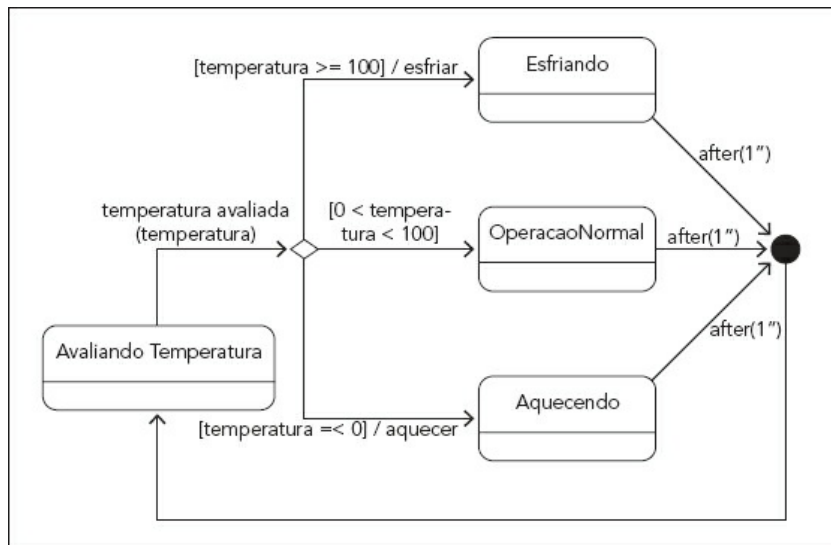 [temperatura >= 100] / esfriar
Esfriando
after(1”)
temperatura avaliada
(temperatura)
[0 < tempera-
tura < 100]
OperacaoNormal
after(1”)
Avaliando Temperatura
after(1”)
Aquecendo
[temperatura =< 0] / aquecer